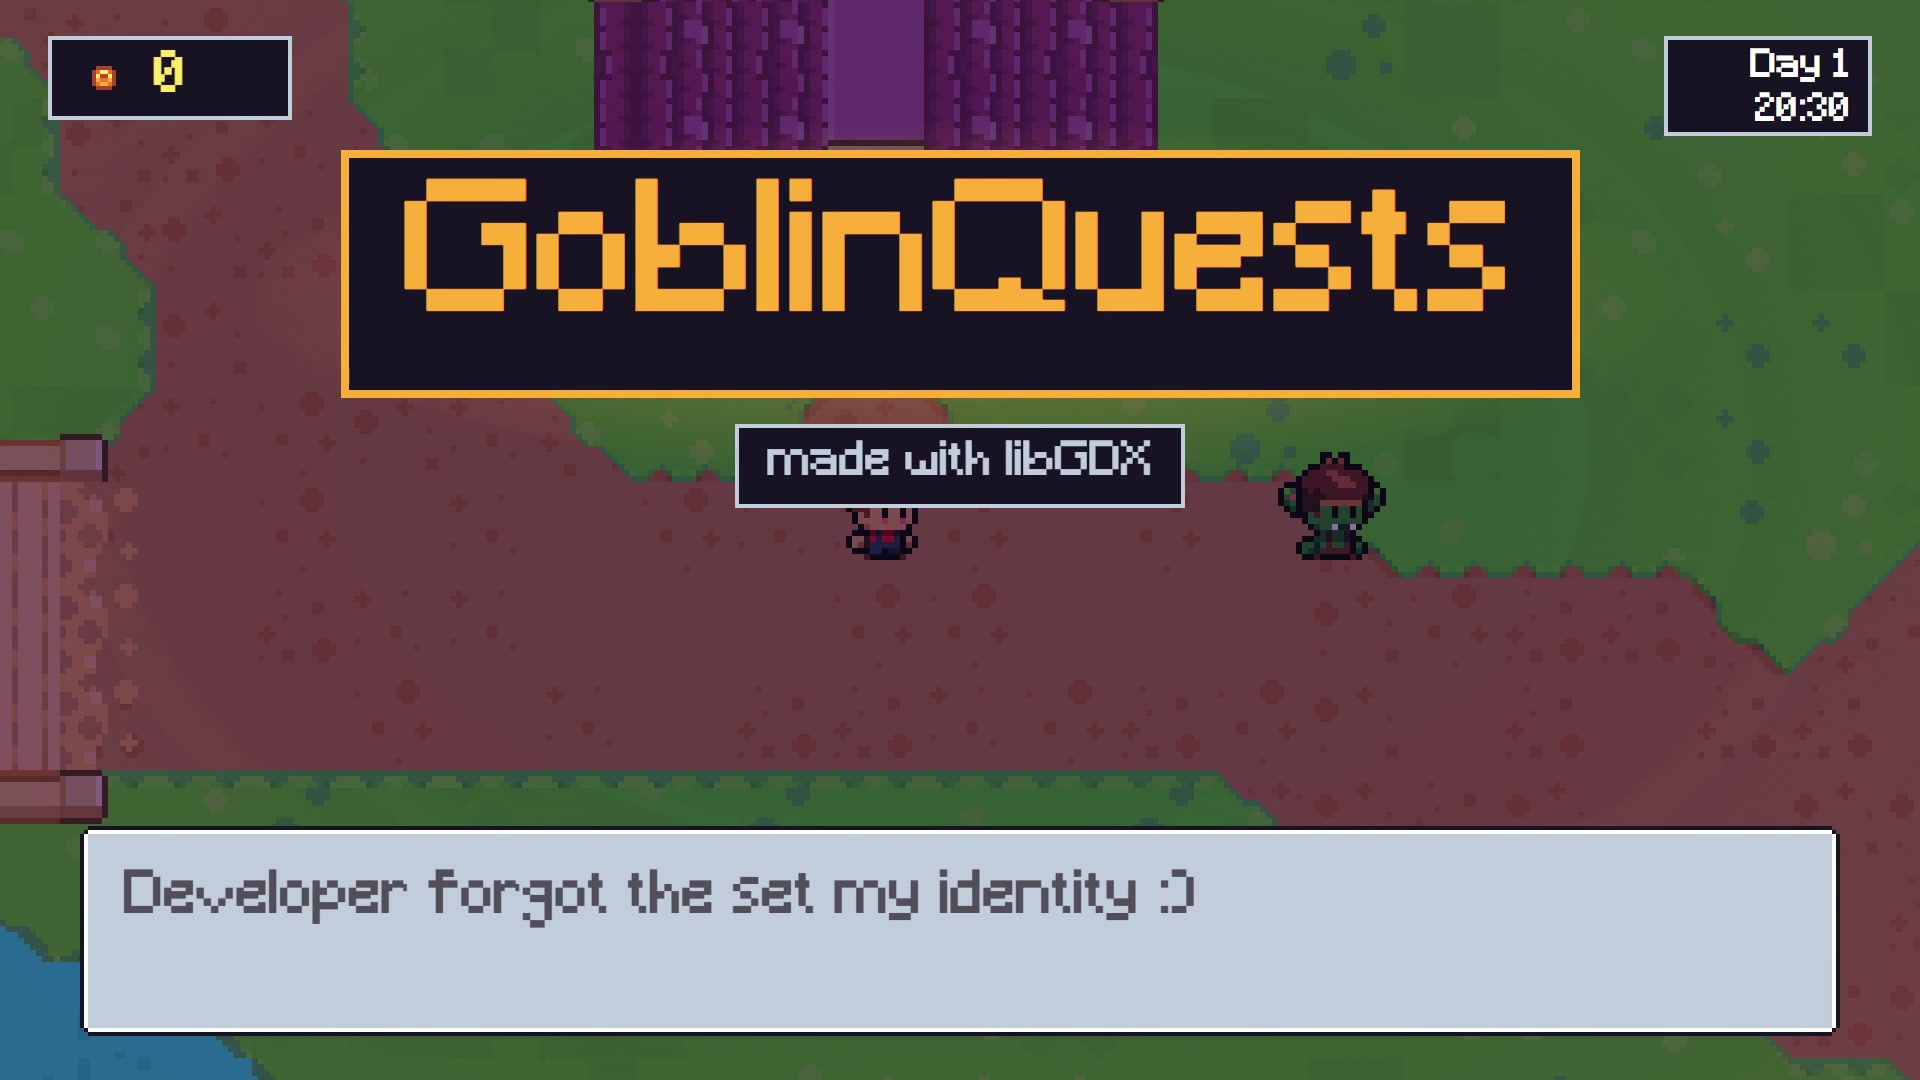 0
Day 1
20:30
GoblinQuests
made with libGDX
Developer forgot the set my identity :)